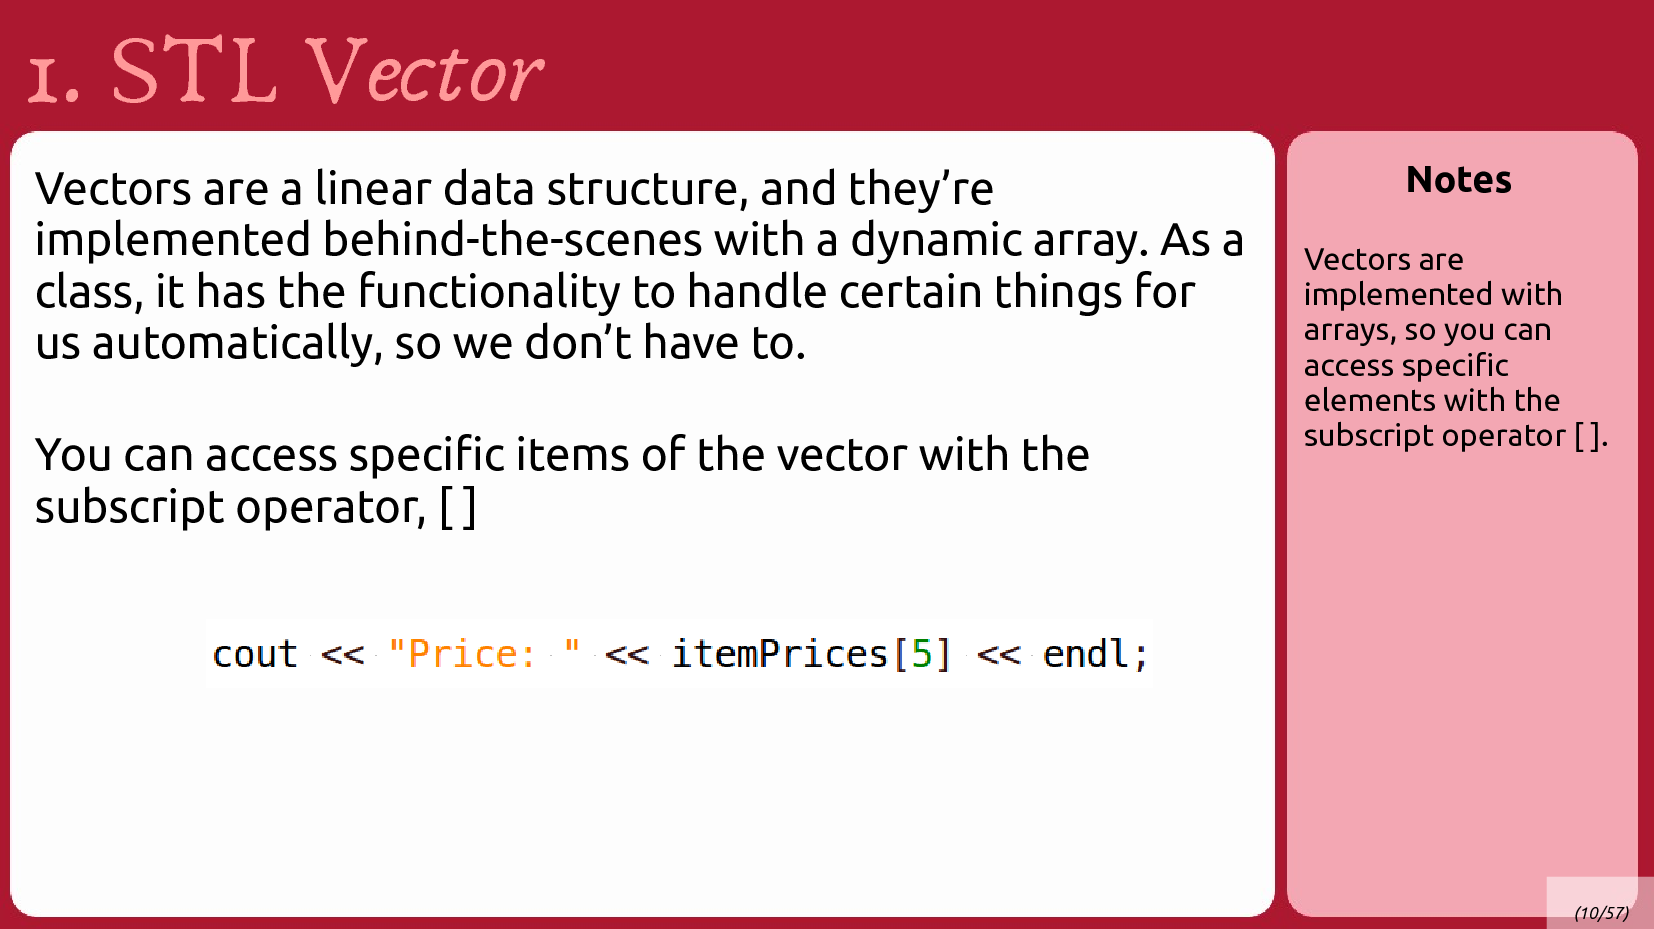 1. STL Vector
Vectors are a linear data structure, and they’re
implemented behind-the-scenes with a dynamic array. As a
class, it has the functionality to handle certain things for
us automatically, so we don’t have to.
You can access specific items of the vector with the
subscript operator, [ ]
cout << "Price: " << itemPrices[5] << endl;
Notes
Vectors are
implemented with
arrays, so you can
access specific
elements with the
subscript operator [ ].
(10/57)